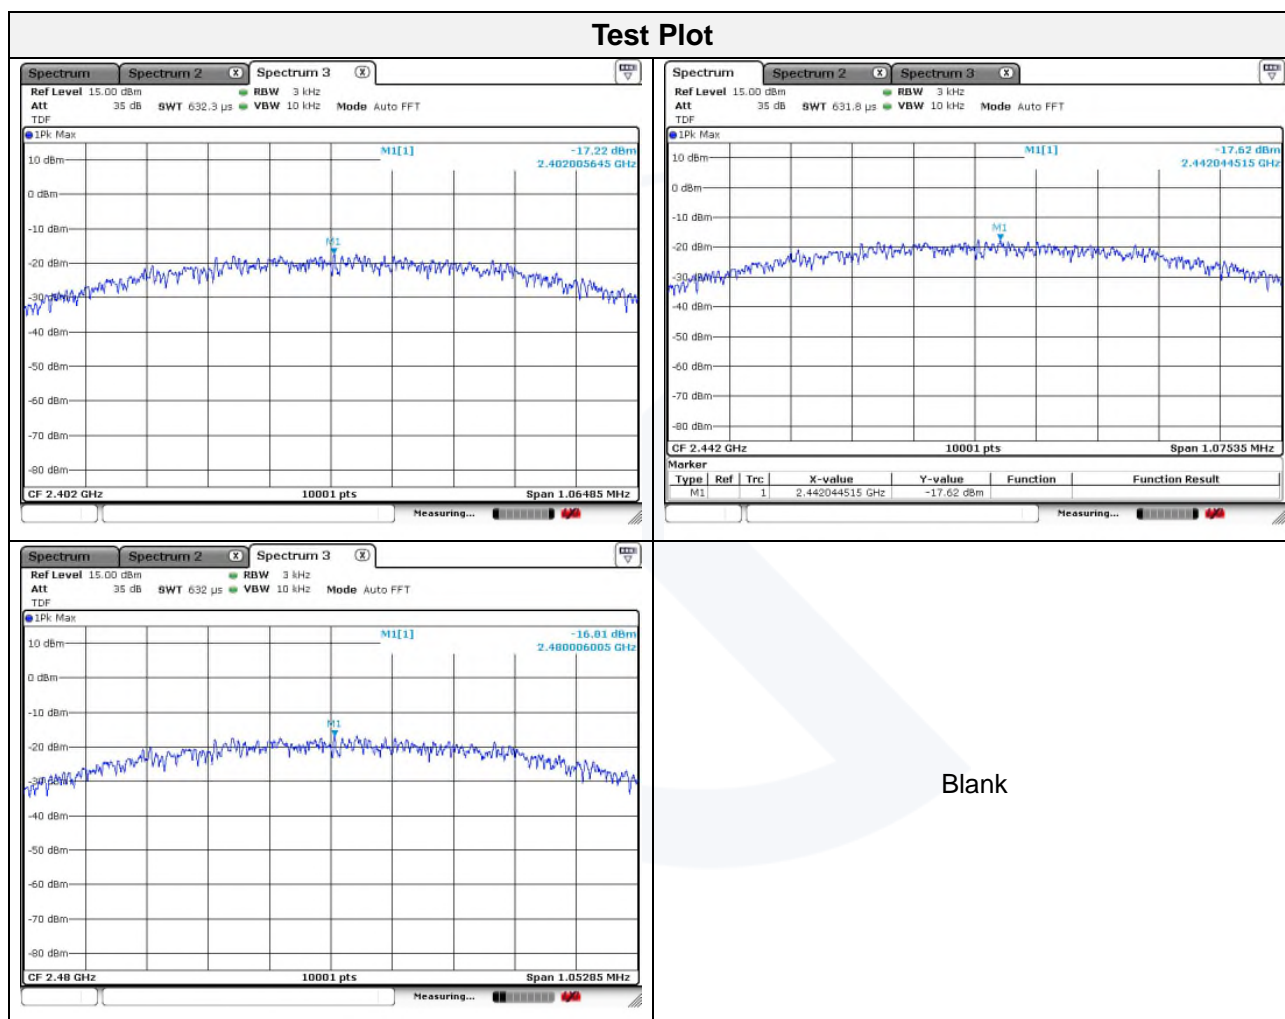 Test Plot
Spectrum Spectrum 2 X Spectrum 3 X
Ref Level 15.00 dBm RBW 3 kHz
Att 35 dB SWT 632.3 µs VBW 10 kHz Mode Auto FFT
TDF
1Pk Max
M1[1] -17.22 dBm
2.402005645 GHz
10 dBm
0 dBm
-10 dBm
M1
-20 dBm
-30 dBm
-40 dBm
-50 dBm
-60 dBm
-70 dBm
-80 dBm
CF 2.402 GHz 10001 pts Span 1.06485 MHz
Measuring...
Spectrum Spectrum 2 X Spectrum 3 X
Ref Level 15.00 dBm RBW 3 kHz
Att 35 dB SWT 631.8 µs VBW 10 kHz Mode Auto FFT
TDF
1Pk Max
M1[1] -17.62 dBm
2.442044515 GHz
10 dBm
0 dBm
-10 dBm
M1
-20 dBm
-30 dBm
-40 dBm
-50 dBm
-60 dBm
-70 dBm
-80 dBm
CF 2.442 GHz 10001 pts Span 1.07535 MHz
Marker
Type Ref Trc X-value Y-value Function Function Result
M1 1 2.442044515 GHz -17.62 dBm
Measuring...
Spectrum Spectrum 2 X Spectrum 3 X
Ref Level 15.00 dBm RBW 3 kHz
Att 35 dB SWT 632 µs VBW 10 kHz Mode Auto FFT
TDF
1Pk Max
M1[1] -16.81 dBm
2.480006005 GHz
10 dBm
0 dBm
-10 dBm
M1
-20 dBm
-30 dBm
-40 dBm
-50 dBm
-60 dBm
-70 dBm
-80 dBm
CF 2.48 GHz 10001 pts Span 1.05285 MHz
Measuring...
Blank